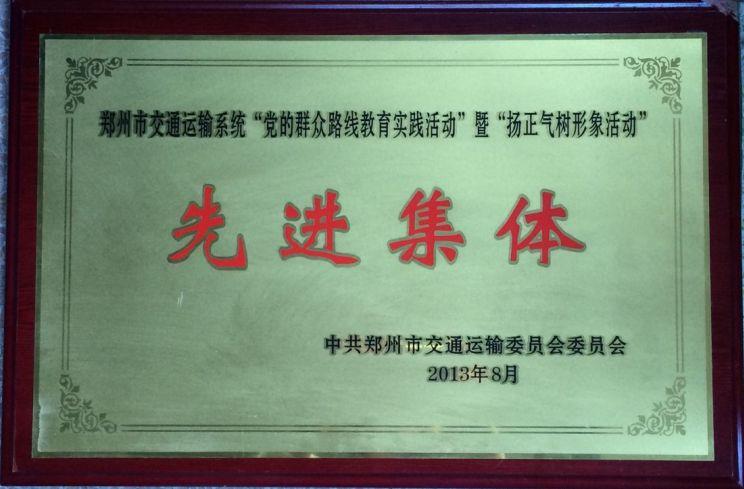 郑州市交通运输系统“党的群众路线教育实践活动”暨“扬正气树形象活动”
先进集体
中共郑州市交通运输委员会委员会
2013年8月